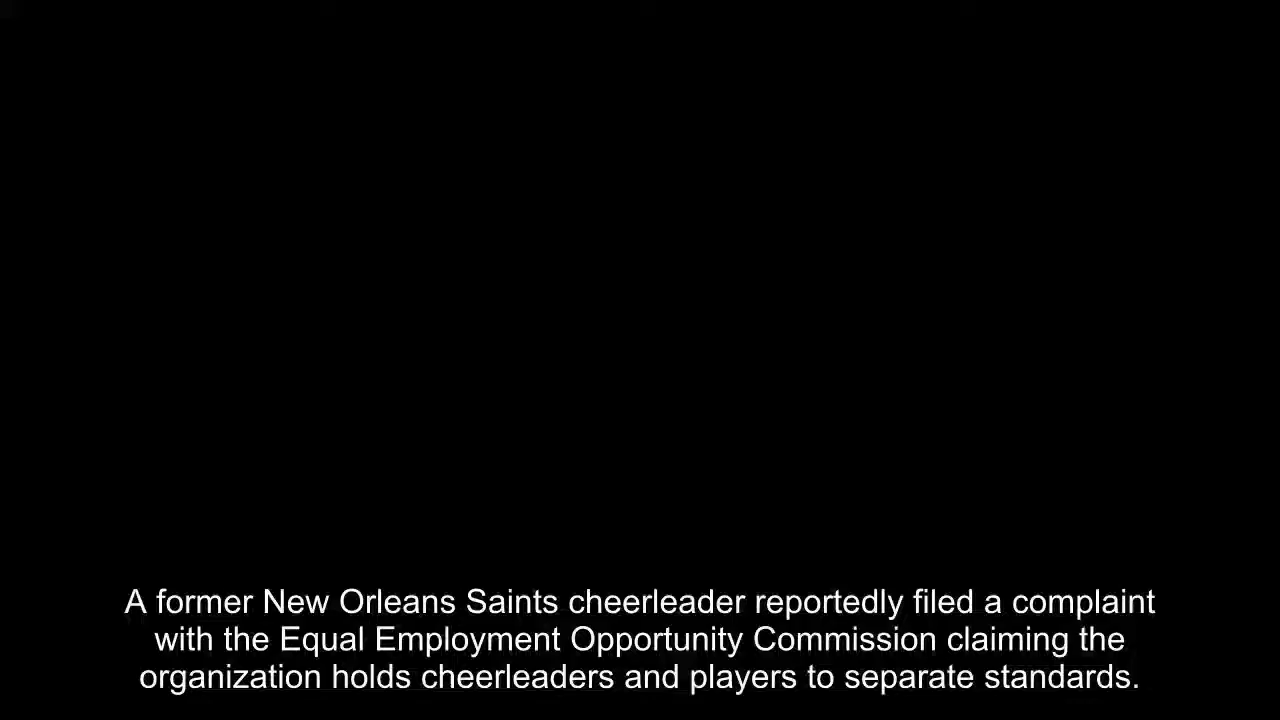 A former New Orleans Saints cheerleader reportedly filed a complaint
with the Equal Employment Opportunity Commission claiming the
organization holds cheerleaders and players to separate standards.